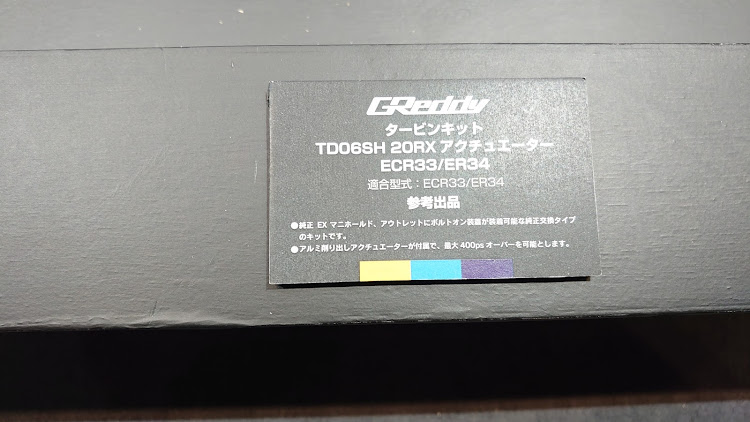 GReddy
タービンキット
TD06SH 20RX アクチュエーター
ECR33/ER34
適合型式：ECR33/ER34
参考出品
●純正 EX マニホールド、アウトレットにボルトオン装着が装着可能な純正交換タイプ
のキットです。
●アルミ削り出しアクチュエーターが付属で、最大 400ps オーバーを可能とします。